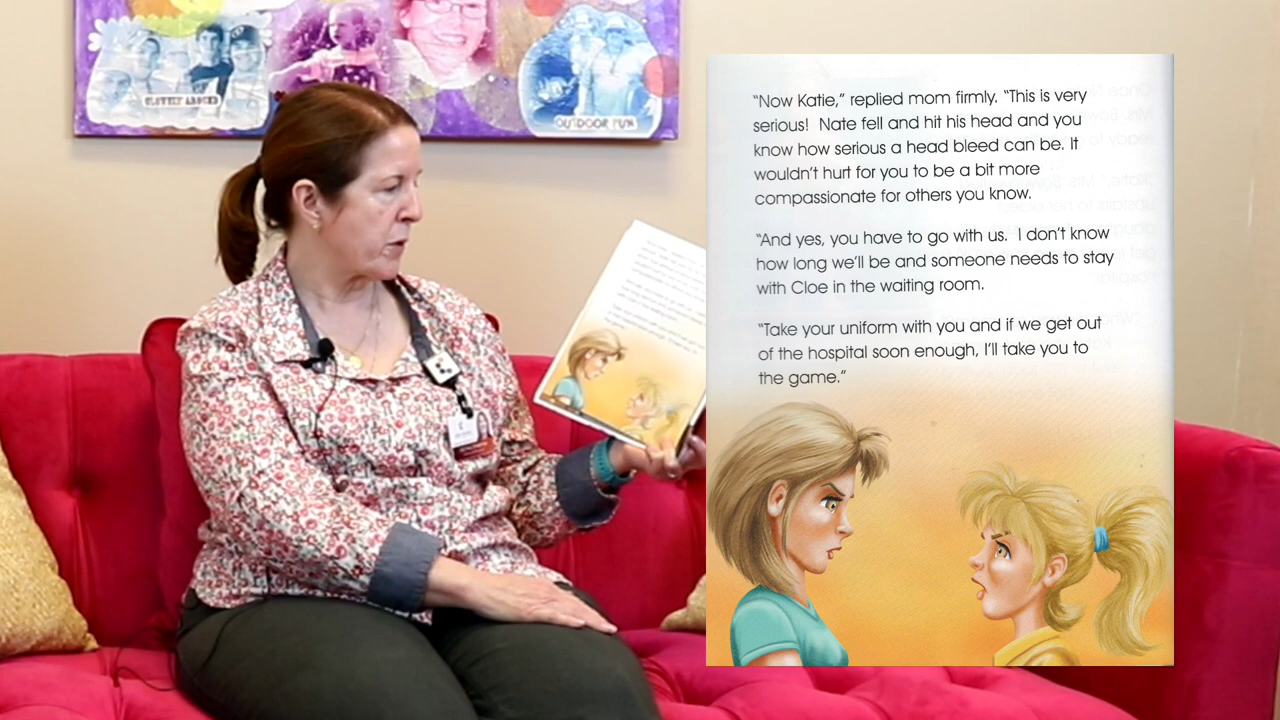 OUTDOOR FUN
"Now Katie," replied mom firmly. "This is very
serious!  Nate fell and hit his head and you
know how serious a head bleed can be. It
wouldn't hurt for you to be a bit more
compassionate for others you know.
"And yes, you have to go with us.  I don't know
how long we'll be and someone needs to stay
with Cloe in the waiting room.
"Take your uniform with you and if we get out
of the hospital soon enough, I'll take you to
the game."